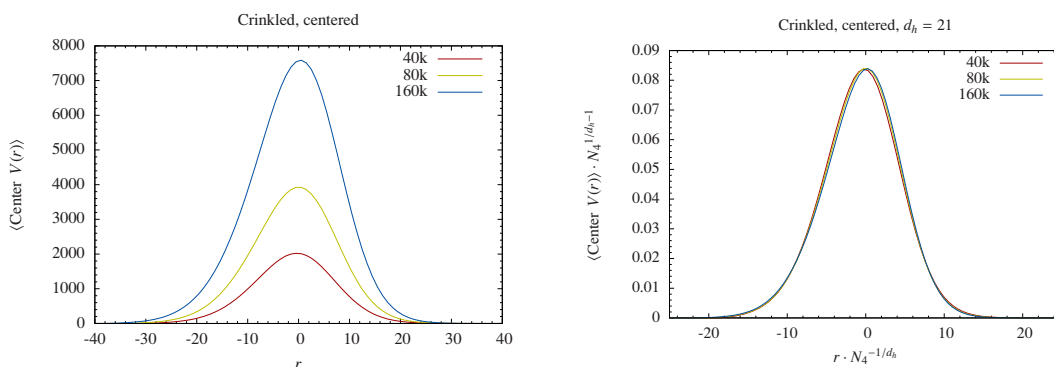 Crinkled, centered
⟨Center V(r)⟩
8000
7000
6000
5000
4000
3000
2000
1000
0
40k
80k
160k
-40 -30 -20 -10 0 10 20 30 40
r
Crinkled, centered, d_h = 21
⟨Center V(r)⟩ · N_4^{1/d_h−1}
0.09
0.08
0.07
0.06
0.05
0.04
0.03
0.02
0.01
0
40k
80k
160k
-20 -10 0 10 20
r · N_4^{−1/d_h}